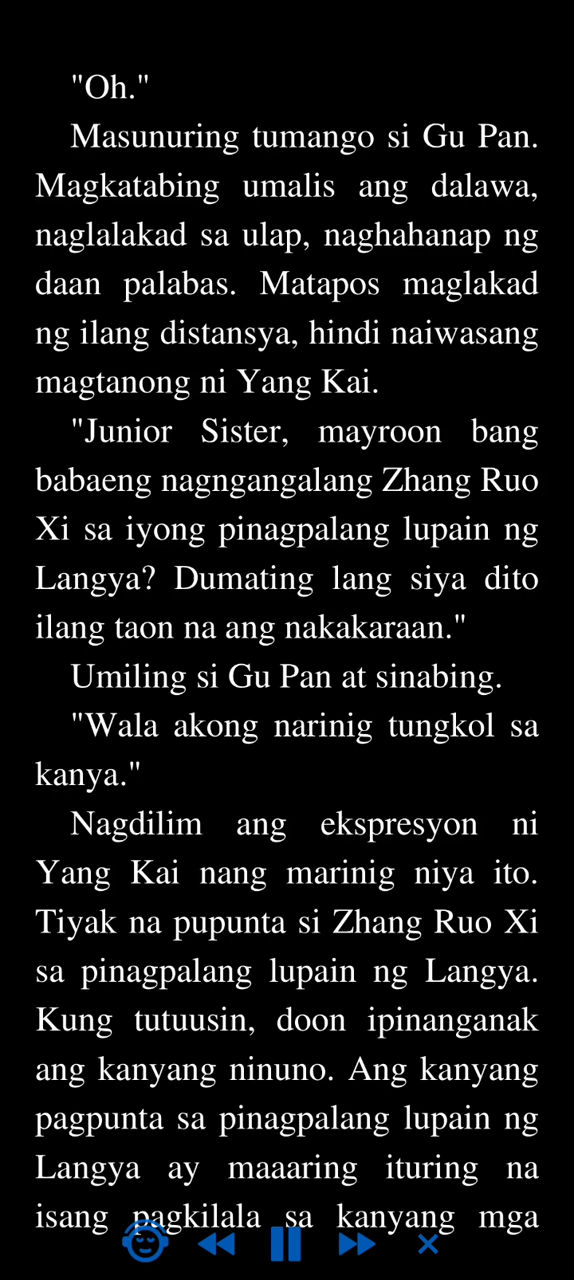 "Oh."
Masunuring tumango si Gu Pan.
Magkatabing umalis ang dalawa,
naglalakad sa ulap, naghahanap ng
daan palabas. Matapos maglakad
ng ilang distansya, hindi naiwasang
magtanong ni Yang Kai.
"Junior Sister, mayroon bang
babaeng nagngangalang Zhang Ruo
Xi sa iyong pinagpalang lupain ng
Langya? Dumating lang siya dito
ilang taon na ang nakakaraan."
Umiling si Gu Pan at sinabing.
"Wala akong narinig tungkol sa
kanya."
Nagdilim ang ekspresyon ni
Yang Kai nang marinig niya ito.
Tiyak na pupunta si Zhang Ruo Xi
sa pinagpalang lupain ng Langya.
Kung tutuusin, doon ipinanganak
ang kanyang ninuno. Ang kanyang
pagpunta sa pinagpalang lupain ng
Langya ay maaaring ituring na
isang pagkilala sa kanyang mga